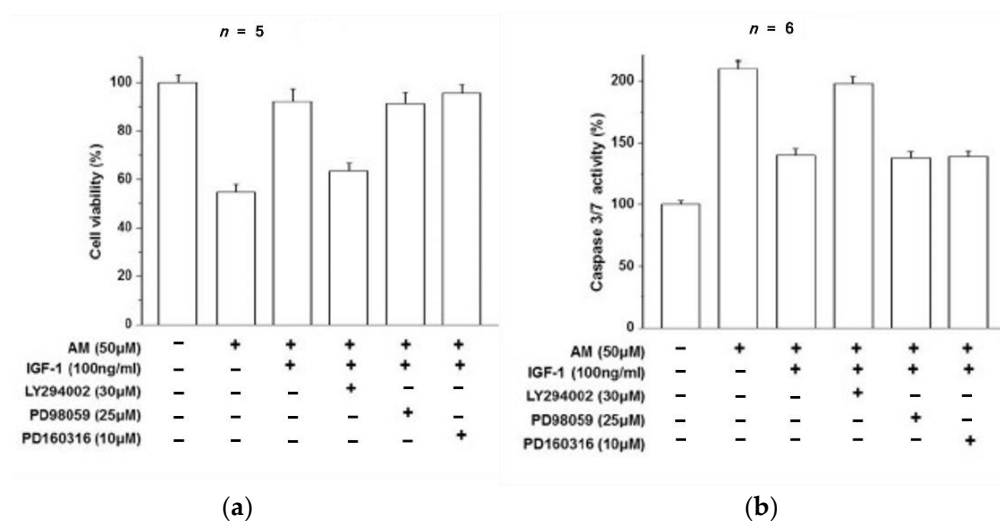 n = 5
Cell viability (%)
100
80
60
40
20
0
AM (50µM) − + + + + +
IGF-1 (100ng/ml) − − + + + +
LY294002 (30µM) − − − + − −
PD98059 (25µM) − − − − + −
PD160316 (10µM) − − − − − +
(a)
n = 6
Caspase 3/7 activity (%)
200
150
100
50
0
AM (50µM) − + + + + +
IGF-1 (100ng/ml) − − + + + +
LY294002 (30µM) − − − + − −
PD98059 (25µM) − − − − + −
PD160316 (10µM) − − − − − +
(b)